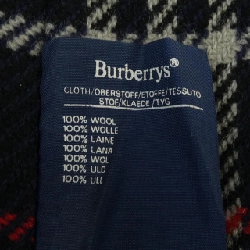 Burberrys®
CLOTH/OBERSTOFF/ETOFFE/TESSUTO
STOF/KLAEDE/TYG
100% WOOL
100% WOLLE
100% LAINE
100% LANA
100% WOL
100% ULD
100% ULL